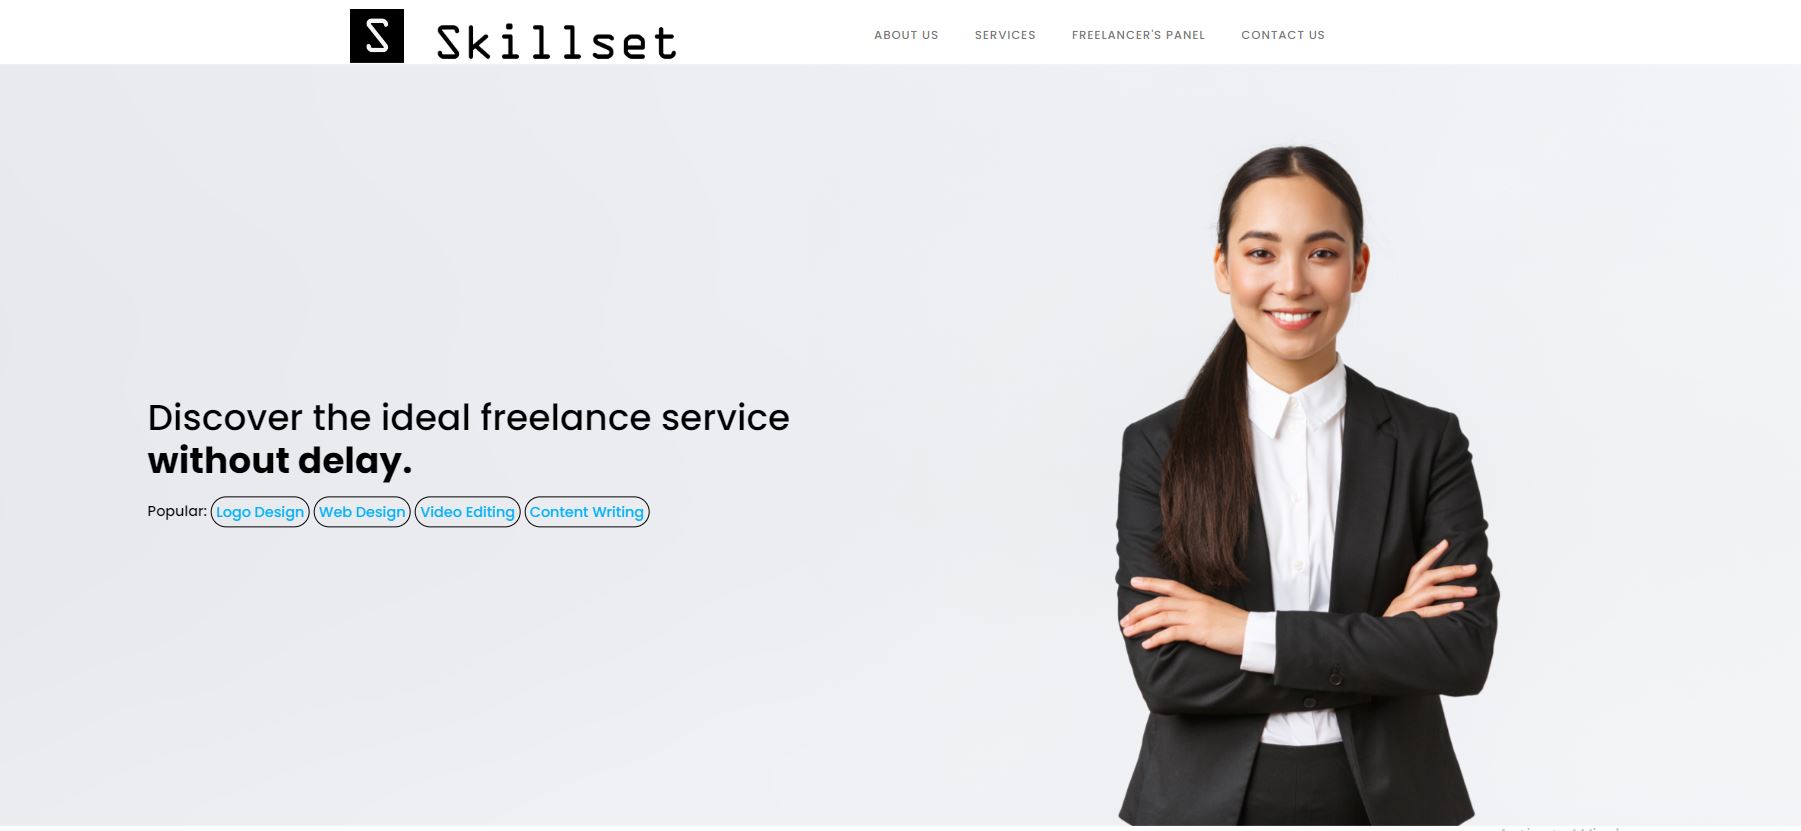 S Skillset
ABOUT US SERVICES FREELANCER'S PANEL CONTACT US
Discover the ideal freelance service
without delay.
Popular: Logo Design Web Design Video Editing Content Writing